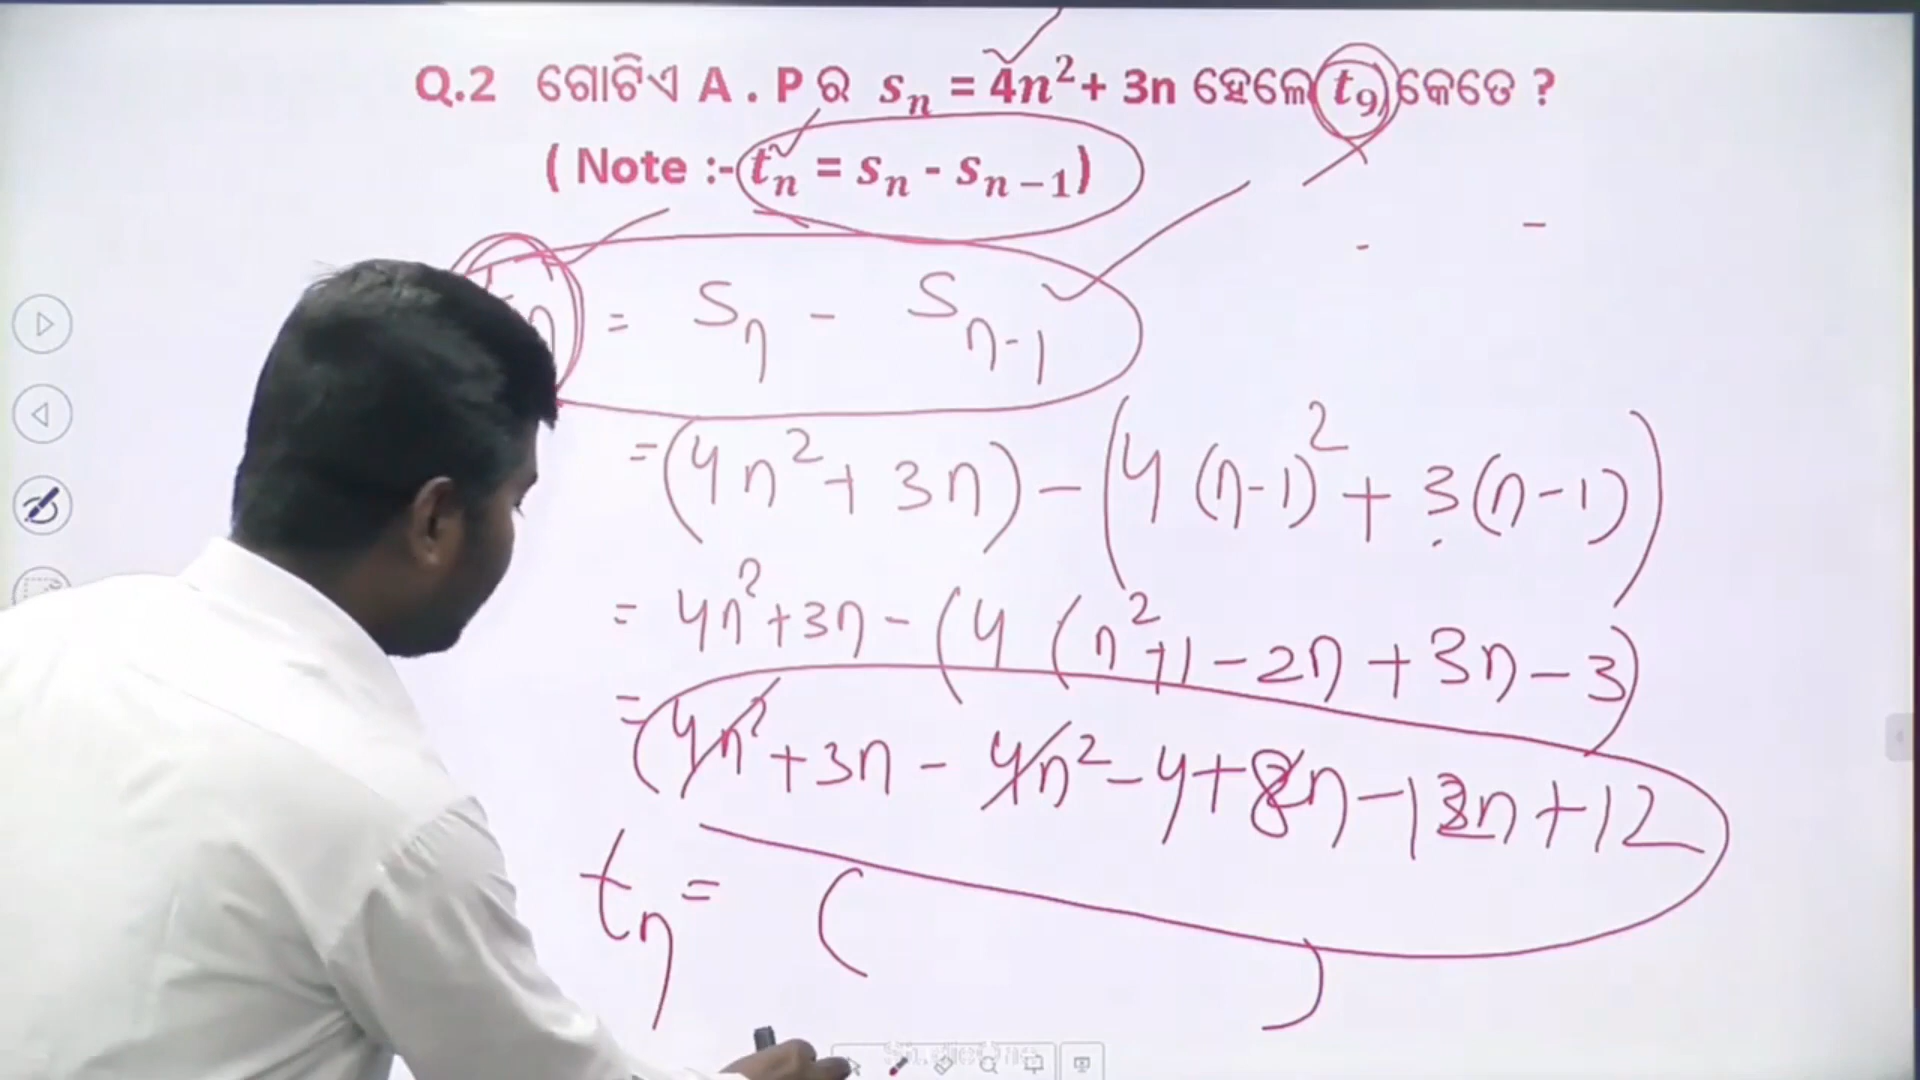 Q.2 ଗୋଟିଏ A . P ର sₙ = 4n² + 3n ହେଲେ t₉ କେତେ ?
( Note :- tₙ = sₙ - sₙ₋₁)
= Sₙ - Sₙ₋₁
= (4n² + 3n) - (4 (n-1)² + 3(n-1))
= 4n² + 3n - (4 (n² + 1 - 2n + 3n - 3)
= (4n² + 3n - 4n² - 4 + 8n - 12n + 12
tₙ = ( )